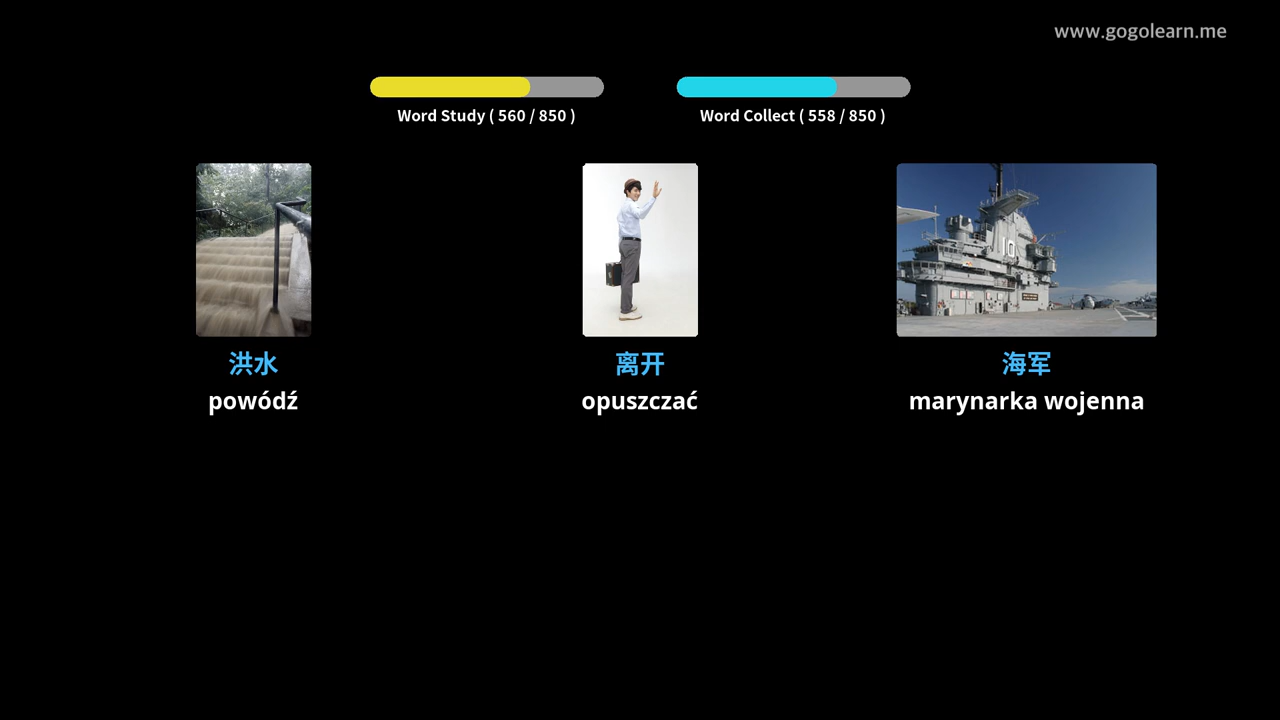 www.gogolearn.me
Word Study ( 560 / 850 )
Word Collect ( 558 / 850 )
16
洪水
离开
海军
powódź
opuszczać
marynarka wojenna